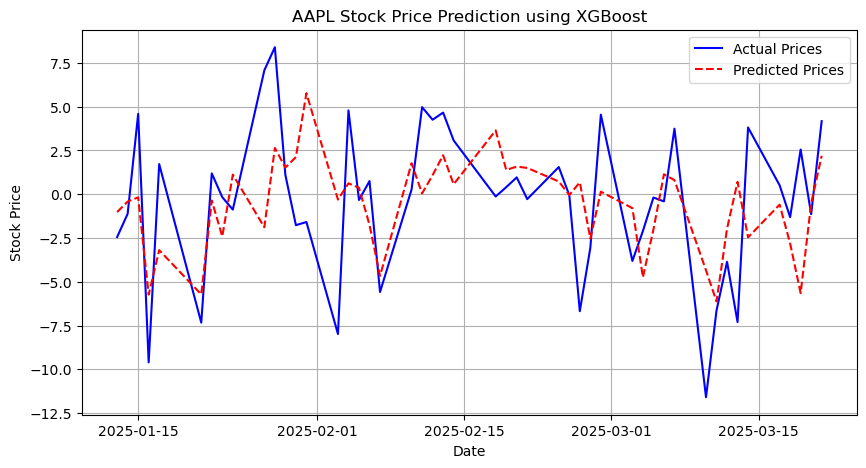 AAPL Stock Price Prediction using XGBoost
Actual Prices
Predicted Prices
Stock Price
7.5
5.0
2.5
0.0
−2.5
−5.0
−7.5
−10.0
−12.5
2025-01-15
2025-02-01
2025-02-15
2025-03-01
2025-03-15
Date